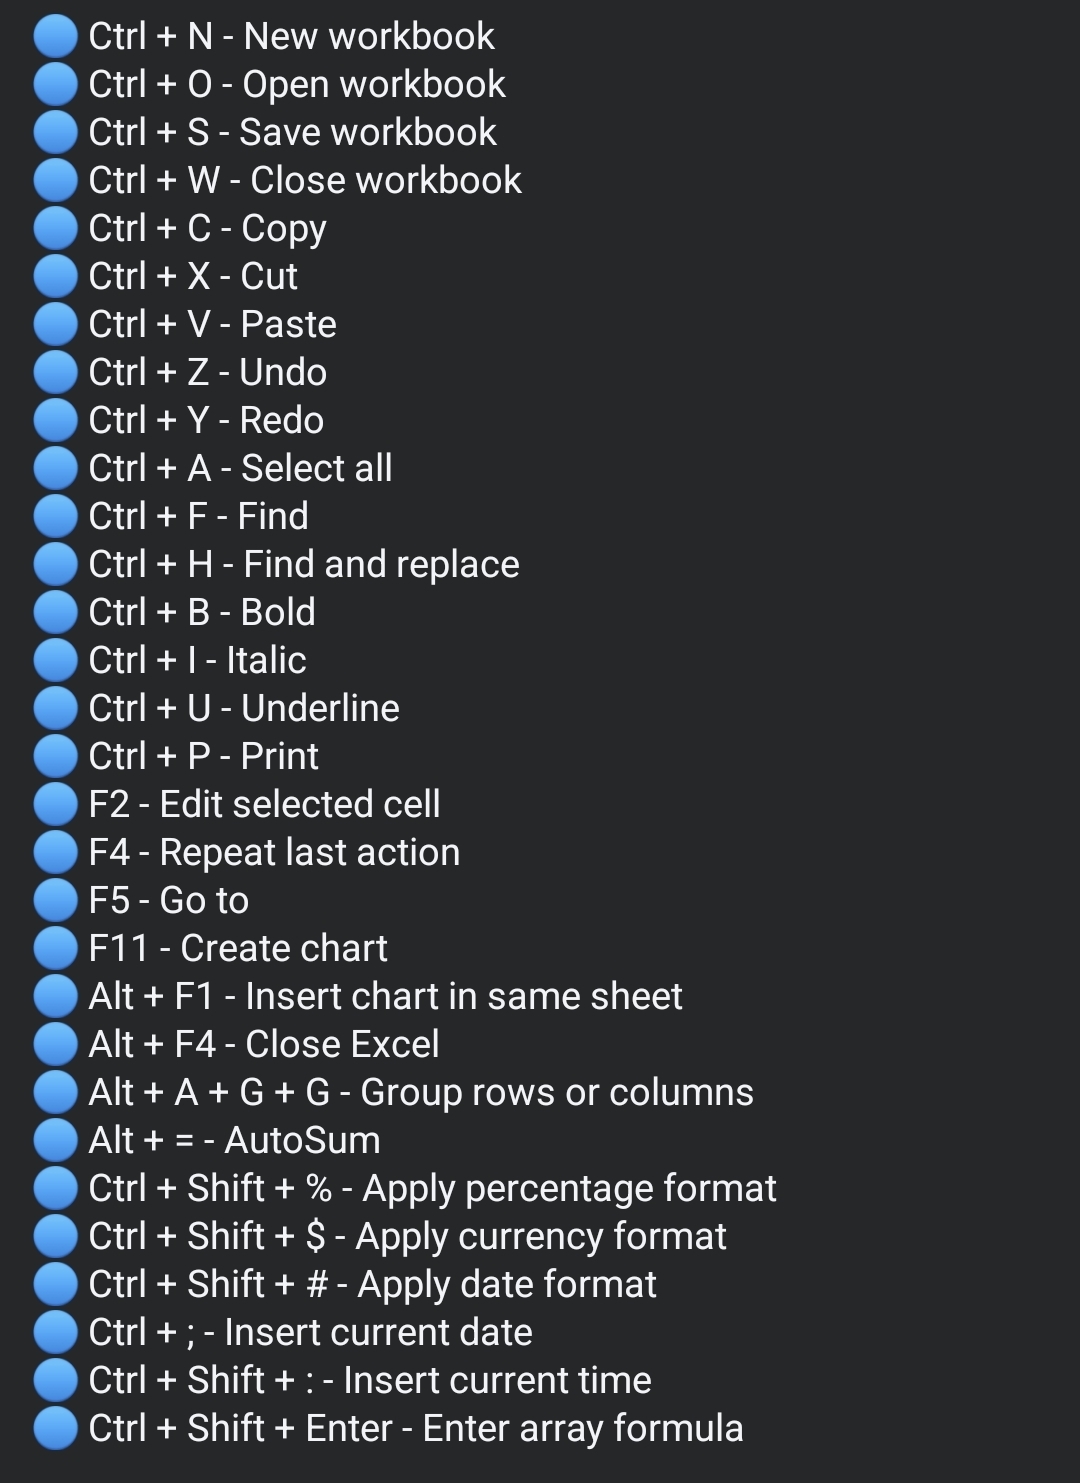 🔵 Ctrl + N - New workbook
🔵 Ctrl + O - Open workbook
🔵 Ctrl + S - Save workbook
🔵 Ctrl + W - Close workbook
🔵 Ctrl + C - Copy
🔵 Ctrl + X - Cut
🔵 Ctrl + V - Paste
🔵 Ctrl + Z - Undo
🔵 Ctrl + Y - Redo
🔵 Ctrl + A - Select all
🔵 Ctrl + F - Find
🔵 Ctrl + H - Find and replace
🔵 Ctrl + B - Bold
🔵 Ctrl + I - Italic
🔵 Ctrl + U - Underline
🔵 Ctrl + P - Print
🔵 F2 - Edit selected cell
🔵 F4 - Repeat last action
🔵 F5 - Go to
🔵 F11 - Create chart
🔵 Alt + F1 - Insert chart in same sheet
🔵 Alt + F4 - Close Excel
🔵 Alt + A + G + G - Group rows or columns
🔵 Alt + = - AutoSum
🔵 Ctrl + Shift + % - Apply percentage format
🔵 Ctrl + Shift + $ - Apply currency format
🔵 Ctrl + Shift + # - Apply date format
🔵 Ctrl + ; - Insert current date
🔵 Ctrl + Shift + : - Insert current time
🔵 Ctrl + Shift + Enter - Enter array formula